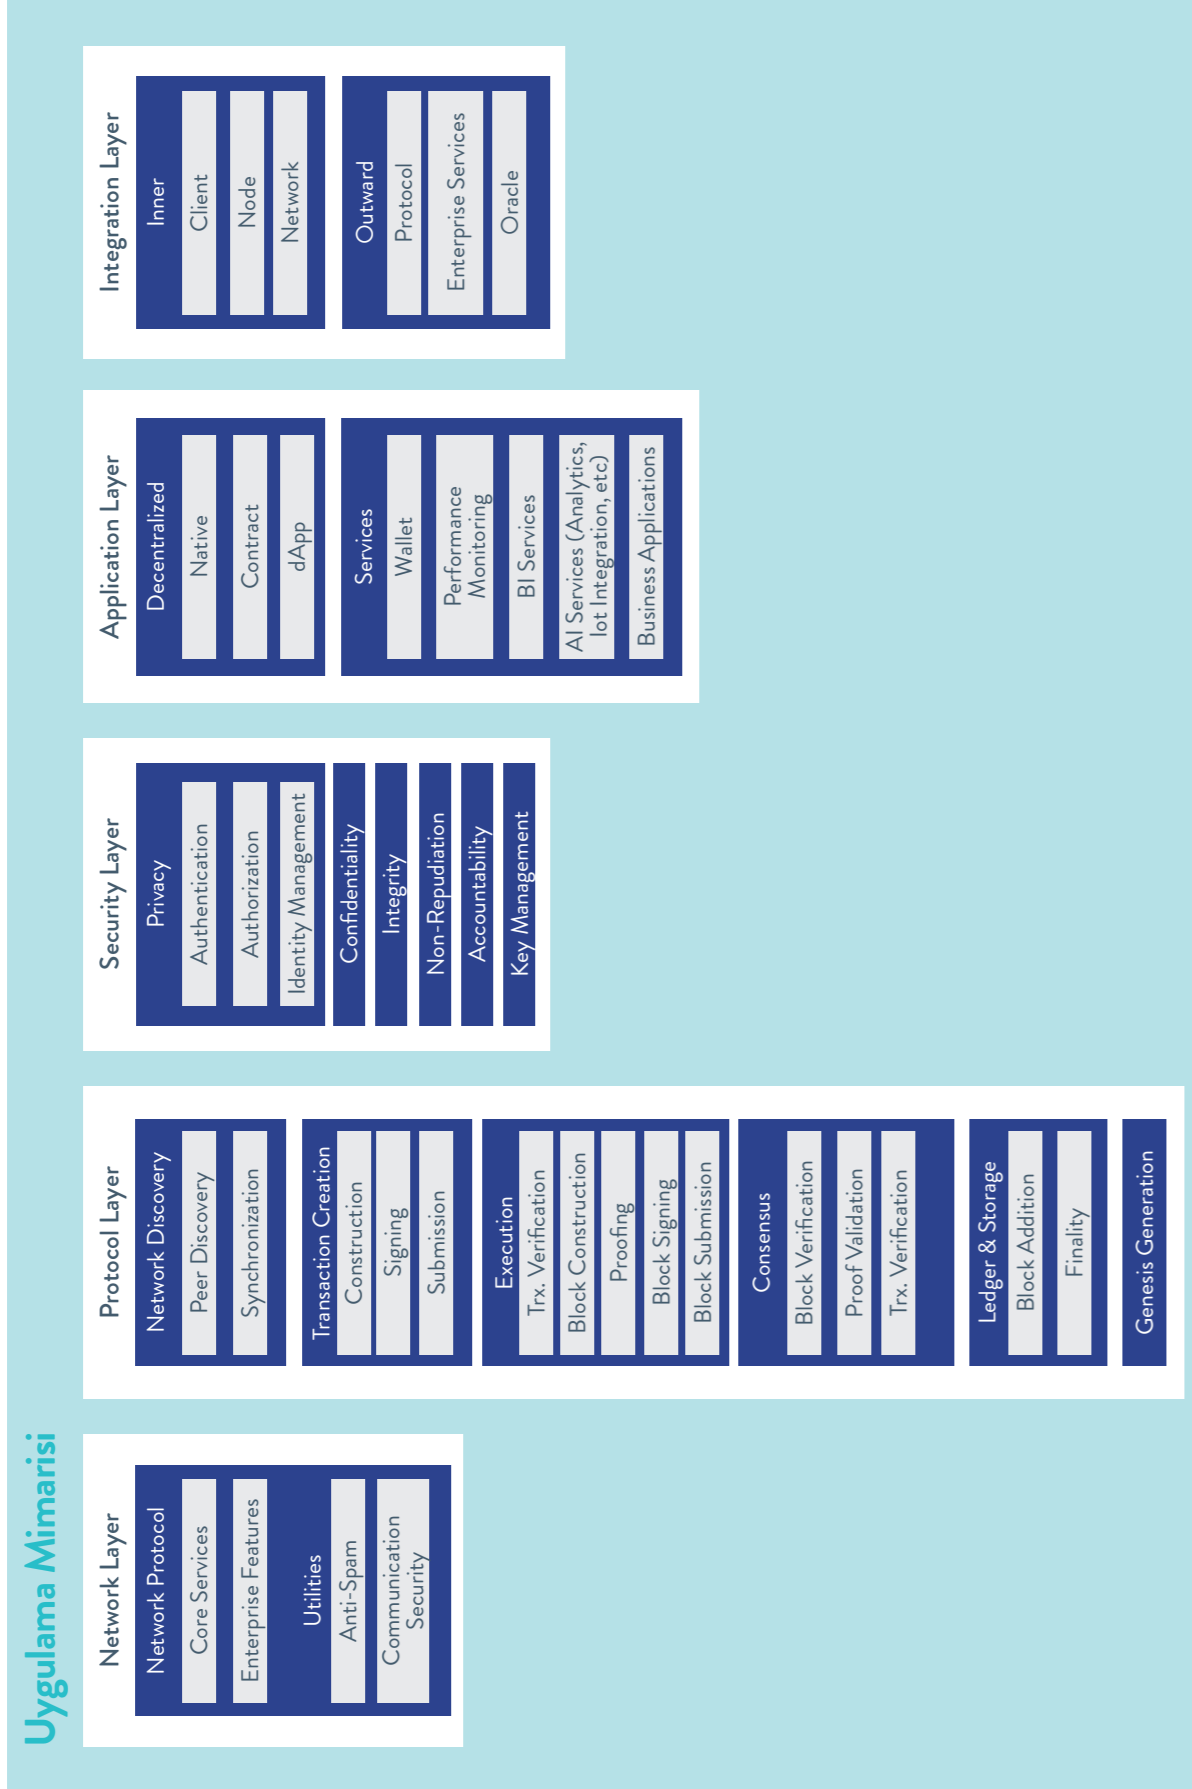 Uygulama Mimarisi
Network Layer
Network Protocol
Core Services
Enterprise Features
Utilities
Anti-Spam
Communication
Security
Protocol Layer
Network Discovery
Peer Discovery
Synchronization
Transaction Creation
Construction
Signing
Submission
Execution
Trx. Verification
Block Construction
Proofing
Block Signing
Block Submission
Consensus
Block Verification
Proof Validation
Trx. Verification
Ledger & Storage
Block Addition
Finality
Genesis Generation
Security Layer
Privacy
Authentication
Authorization
Identity Management
Confidentiality
Integrity
Non-Repudiation
Accountability
Key Management
Application Layer
Decentralized
Native
Contract
dApp
Services
Wallet
Performance
Monitoring
BI Services
AI Services (Analytics,
Iot Integration, etc)
Business Applications
Integration Layer
Inner
Client
Node
Network
Outward
Protocol
Enterprise Services
Oracle